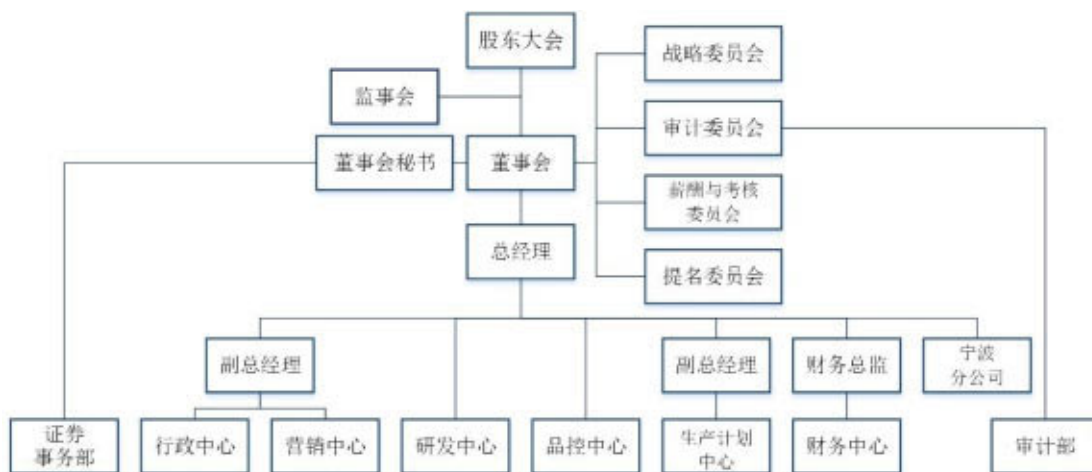 股东大会
战略委员会
监事会
审计委员会
董事会秘书
董事会
薪酬与考核
委员会
总经理
提名委员会
副总经理
副总经理
财务总监
宁波
分公司
证券
事务部
行政中心
营销中心
研发中心
品控中心
生产计划
中心
财务中心
审计部